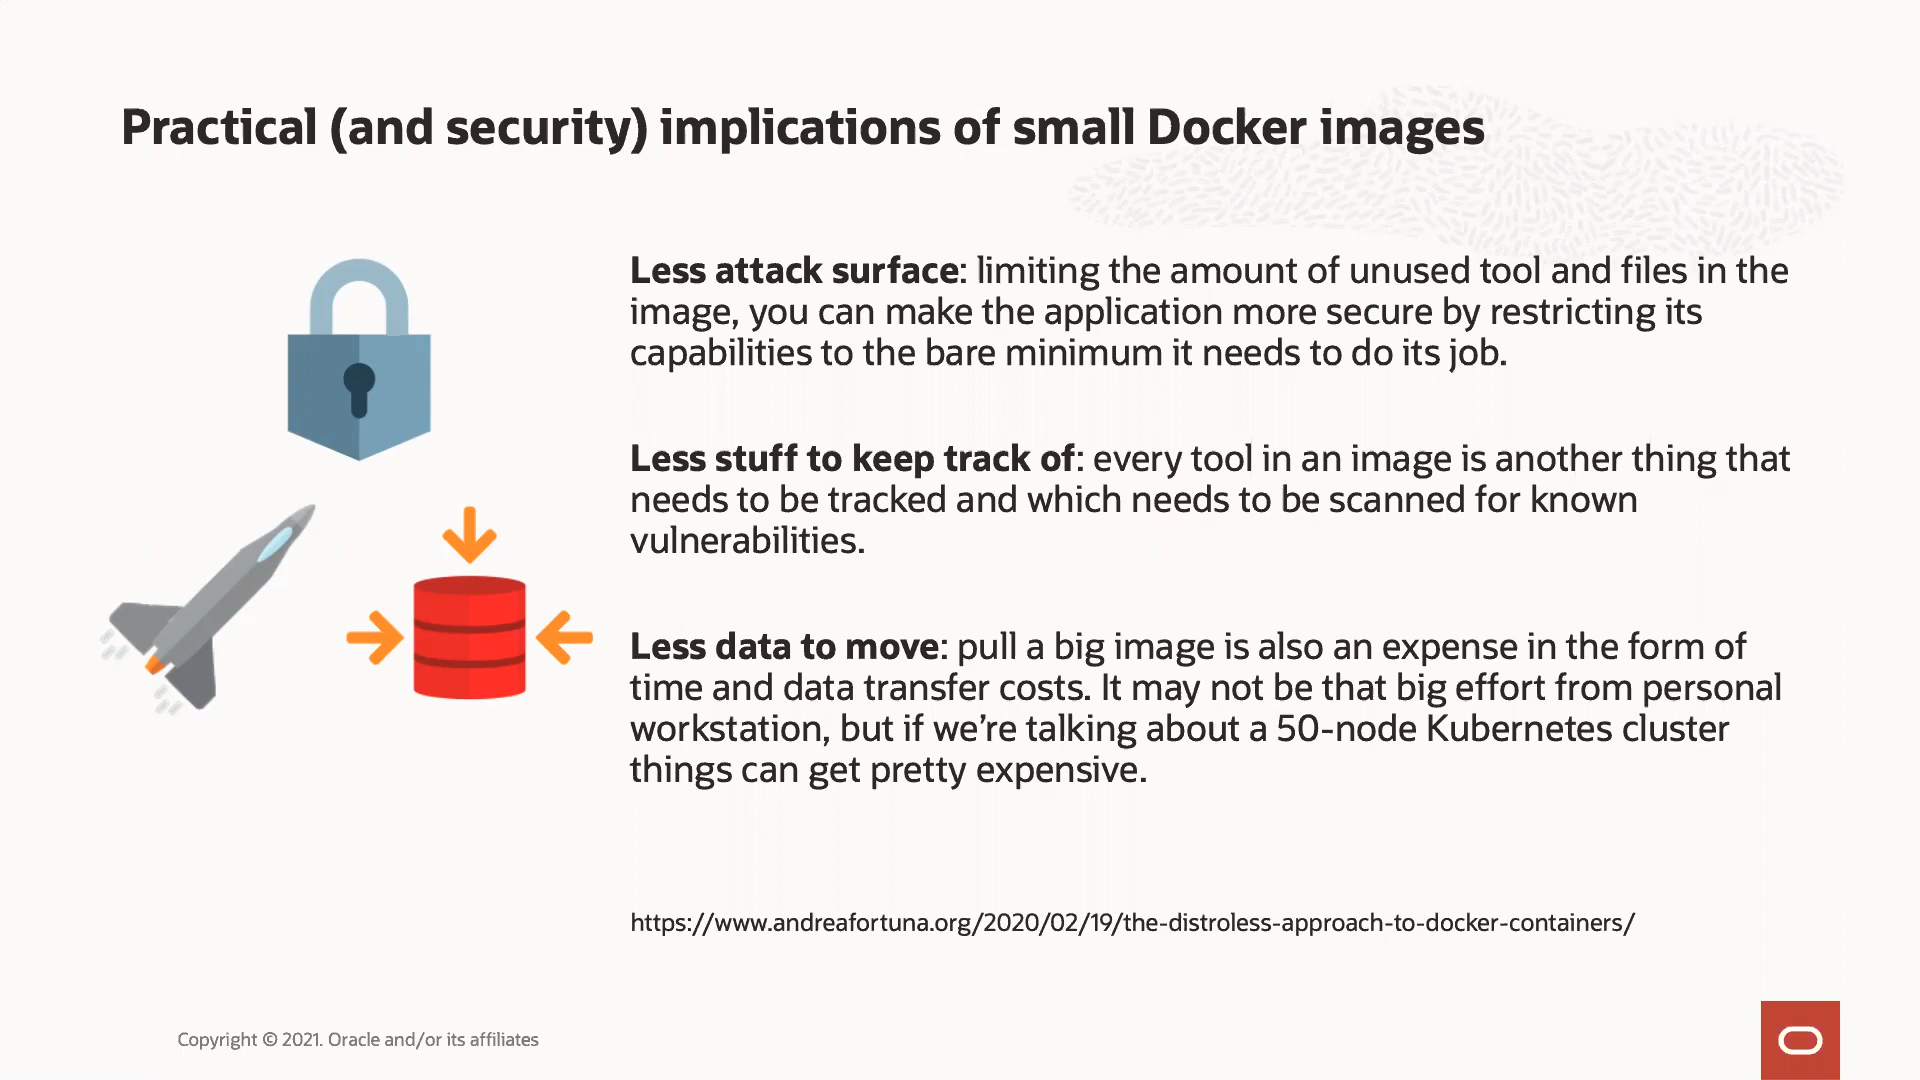 Practical (and security) implications of small Docker images
Less attack surface: limiting the amount of unused tool and files in the
image, you can make the application more secure by restricting its
capabilities to the bare minimum it needs to do its job.
Less stuff to keep track of: every tool in an image is another thing that
needs to be tracked and which needs to be scanned for known
vulnerabilities.
Less data to move: pull a big image is also an expense in the form of
time and data transfer costs. It may not be that big effort from personal
workstation, but if we’re talking about a 50-node Kubernetes cluster
things can get pretty expensive.
https://www.andreafortuna.org/2020/02/19/the-distroless-approach-to-docker-containers/
Copyright © 2021. Oracle and/or its affiliates